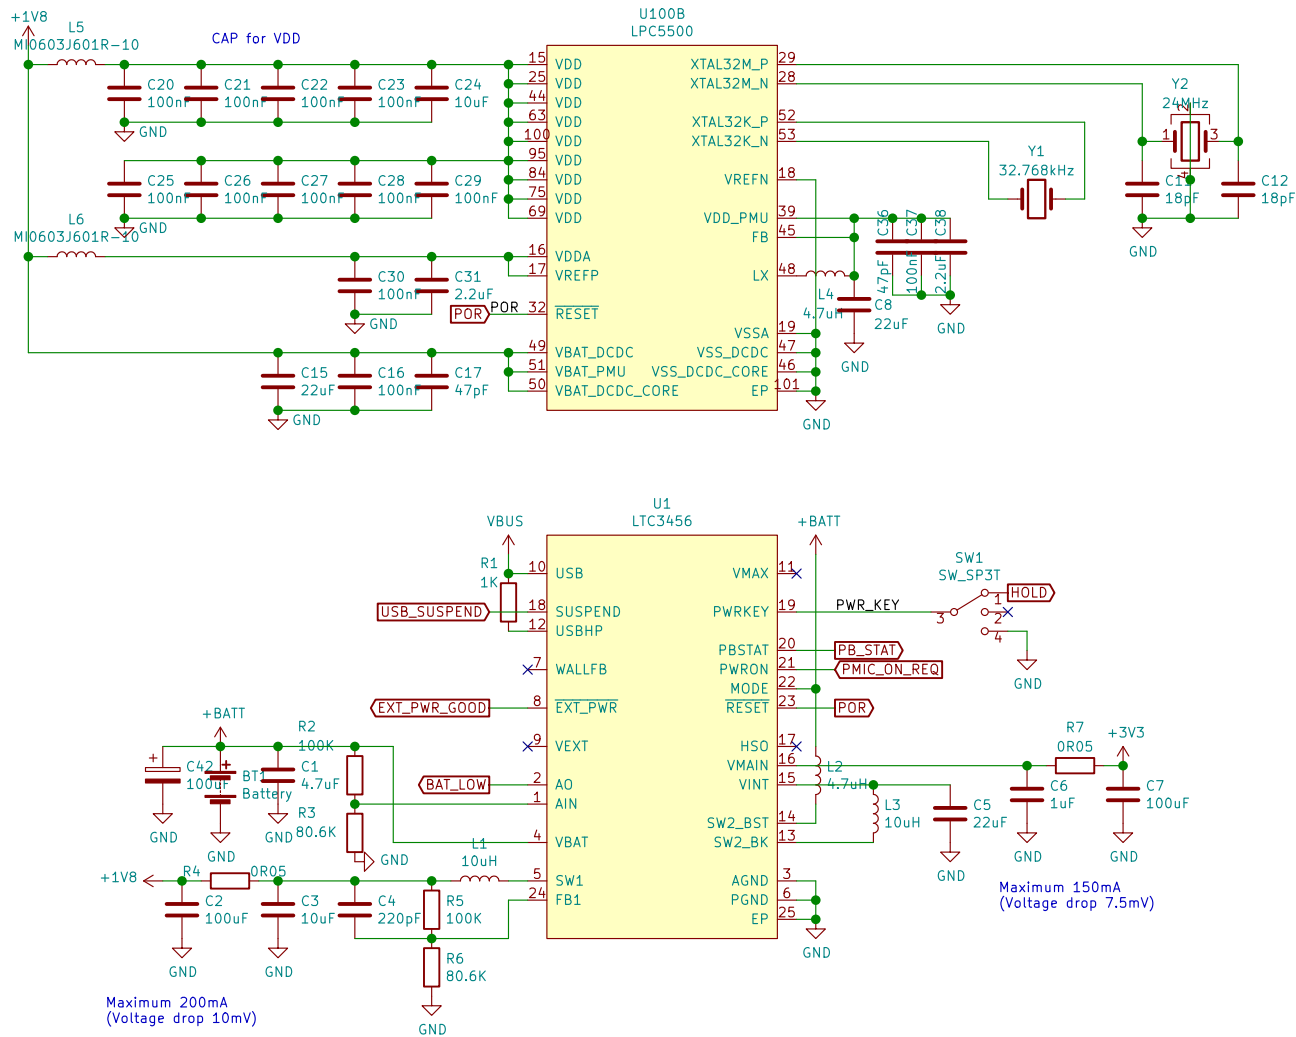 +1V8
L5
MI0603J601R-10
CAP for VDD
U100B
LPC5500
C20
100nF
C21
100nF
C22
100nF
C23
100nF
C24
10uF
GND
C25
100nF
C26
100nF
C27
100nF
C28
100nF
C29
100nF
GND
L6
MI0603J601R-10
C30
100nF
C31
2.2uF
GND
POR
POR
C15
22uF
C16
100nF
C17
47pF
GND
15 VDD
25 VDD
44 VDD
63 VDD
100 VDD
95 VDD
84 VDD
75 VDD
69 VDD
16 VDDA
17 VREFP
32 RESET
49 VBAT_DCDC
51 VBAT_PMU
50 VBAT_DCDC_CORE
XTAL32M_P 29
XTAL32M_N 28
XTAL32K_P 52
XTAL32K_N 53
VREFN 18
VDD_PMU 39
FB 45
LX 48
VSSA 19
VSS_DCDC 47
VSS_DCDC_CORE 46
EP 101
GND
L4
4.7uH
C8
22uF
GND
C36
47pF
C37
100nF
C38
2.2uF
GND
Y1
32.768kHz
Y2
24MHz
1
2
3
4
C11
18pF
C12
18pF
GND
U1
LTC3456
VBUS
R1
1K
USB_SUSPEND
EXT_PWR_GOOD
BAT_LOW
10 USB
18 SUSPEND
12 USBHP
7 WALLFB
8 EXT_PWR
9 VEXT
2 AO
1 AIN
4 VBAT
5 SW1
24 FB1
VMAX 11
PWRKEY 19
PBSTAT 20
PWRON 21
MODE 22
RESET 23
HSO 17
VMAIN 16
VINT 15
SW2_BST 14
SW2_BK 13
AGND 3
PGND 6
EP 25
GND
+BATT
PWR_KEY
SW1
SW_SP3T
HOLD
1
2
3
4
GND
PB_STAT
PMIC_ON_REQ
POR
L2
4.7uH
L3
10uH
C5
22uF
GND
C6
1uF
GND
R7
0R05
+3V3
C7
100uF
GND
Maximum 150mA
(Voltage drop 7.5mV)
+BATT
C42
100uF
GND
BT1
Battery
GND
C1
4.7uF
GND
R2
100K
R3
80.6K
GND
L1
10uH
+1V8
R4
0R05
C2
100uF
GND
C3
10uF
GND
C4
220pF
R5
100K
R6
80.6K
GND
Maximum 200mA
(Voltage drop 10mV)